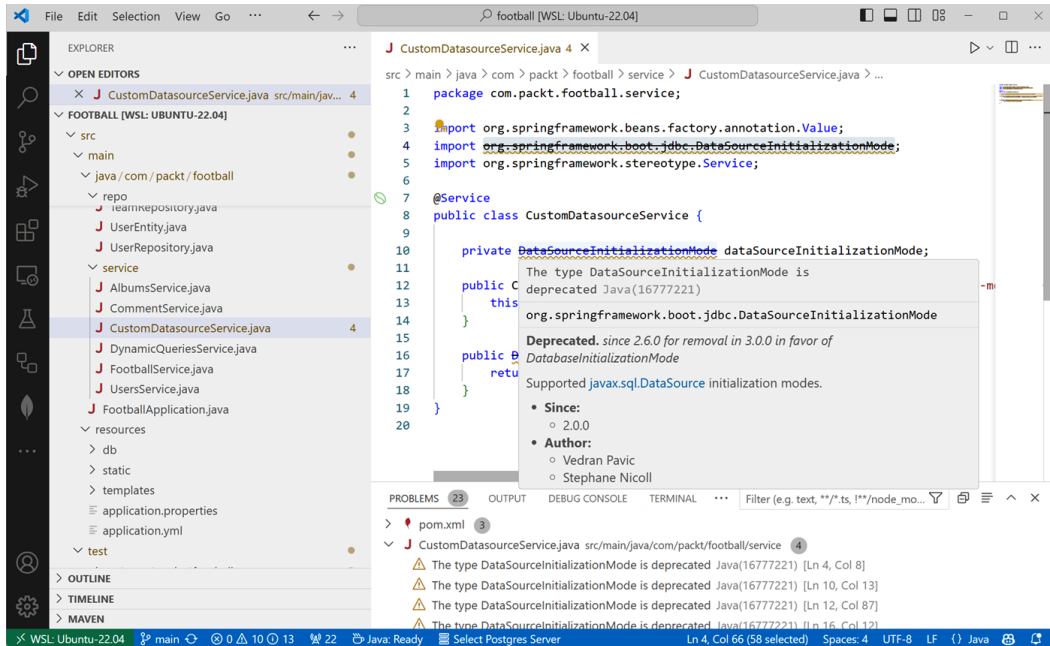 File Edit Selection View Go ··· football [WSL: Ubuntu-22.04]
EXPLORER ···
OPEN EDITORS
J CustomDatasourceService.java src/main/jav... 4
FOOTBALL [WSL: UBUNTU-22.04]
src
main
java / com / packt / football
repo
J TeamRepository.java
J UserEntity.java
J UserRepository.java
service
J AlbumsService.java
J CommentService.java
J CustomDatasourceService.java 4
J DynamicQueriesService.java
J FootballService.java
J UsersService.java
J FootballApplication.java
resources
db
static
templates
application.properties
application.yml
test
OUTLINE
TIMELINE
MAVEN
J CustomDatasourceService.java 4
src > main > java > com > packt > football > service > J CustomDatasourceService.java > ...
1 package com.packt.football.service;
2
3 import org.springframework.beans.factory.annotation.Value;
4 import org.springframework.boot.jdbc.DataSourceInitializationMode;
5 import org.springframework.stereotype.Service;
6
7 @Service
8 public class CustomDatasourceService {
9
10 private DataSourceInitializationMode dataSourceInitializationMode;
11
12 public C
13 this
14 }
15
16 public D
17 retu
18 }
19 }
20
The type DataSourceInitializationMode is
deprecated Java(16777221)
org.springframework.boot.jdbc.DataSourceInitializationMode
Deprecated. since 2.6.0 for removal in 3.0.0 in favor of
DatabaseInitializationMode
Supported javax.sql.DataSource initialization modes.
• Since:
2.0.0
• Author:
Vedran Pavic
Stephane Nicoll
PROBLEMS 23 OUTPUT DEBUG CONSOLE TERMINAL ··· Filter (e.g. text, **/*.ts, !**/node_mo...
pom.xml 3
J CustomDatasourceService.java src/main/java/com/packt/football/service 4
The type DataSourceInitializationMode is deprecated Java(16777221) [Ln 4, Col 8]
The type DataSourceInitializationMode is deprecated Java(16777221) [Ln 10, Col 13]
The type DataSourceInitializationMode is deprecated Java(16777221) [Ln 12, Col 87]
The type DataSourceInitializationMode is deprecated Java(16777221) [Ln 16, Col 12]
WSL: Ubuntu-22.04 main 0 10 13 22 Java: Ready Select Postgres Server Ln 4, Col 66 (58 selected) Spaces: 4 UTF-8 LF {} Java